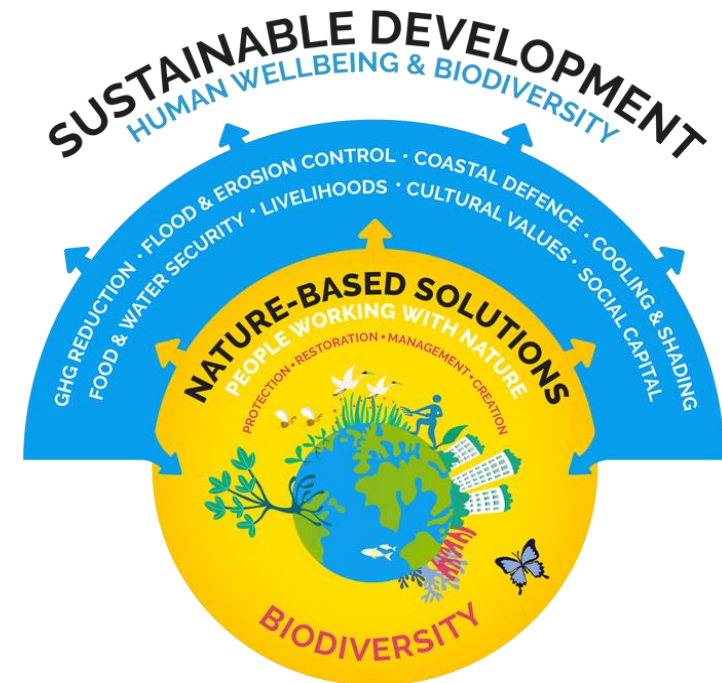 SUSTAINABLE DEVELOPMENT
HUMAN WELLBEING & BIODIVERSITY
GHG REDUCTION · FLOOD & EROSION CONTROL · COASTAL DEFENCE · COOLING & SHADING
FOOD & WATER SECURITY · LIVELIHOODS · CULTURAL VALUES · SOCIAL CAPITAL
NATURE-BASED SOLUTIONS
PEOPLE WORKING WITH NATURE
PROTECTION • RESTORATION • MANAGEMENT • CREATION
BIODIVERSITY